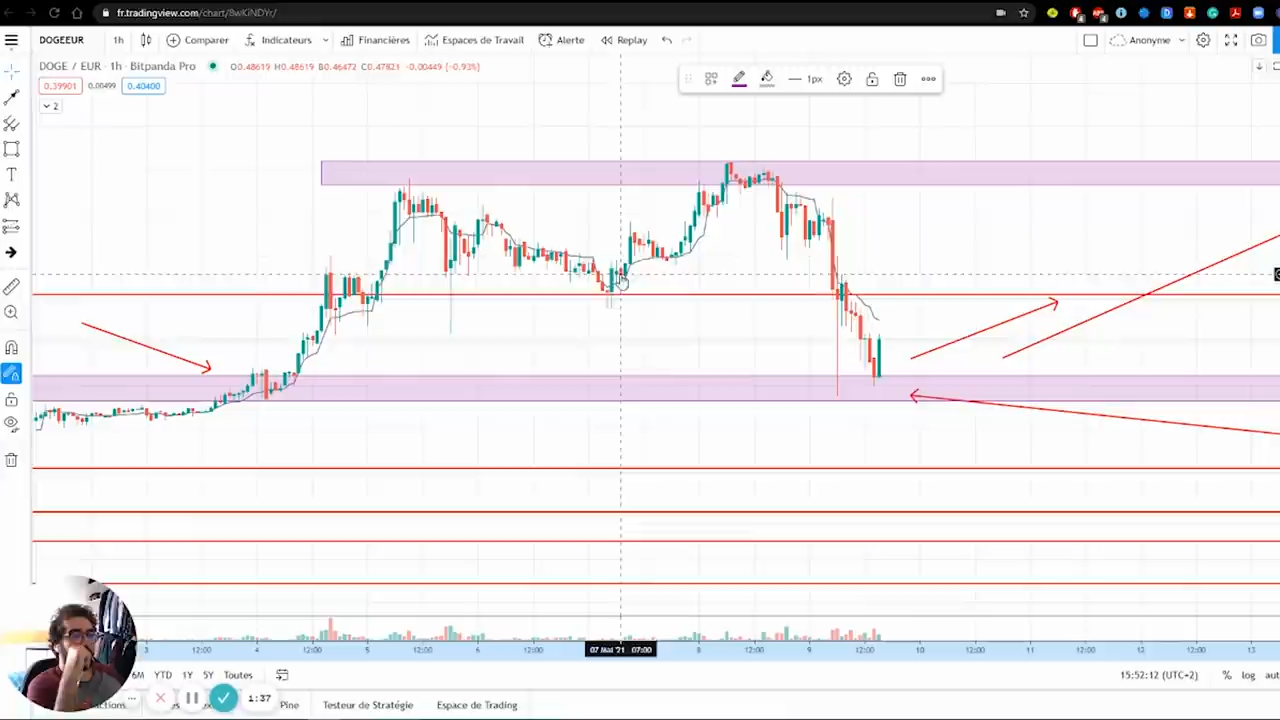 fr.tradingview.com/chart/8wKiNDYr/
DOGEEUR 1h Comparer Indicateurs Financières Espaces de Travail Alerte Replay Anonyme
DOGE / EUR · 1h · Bitpanda Pro O0.48619 H0.48619 B0.46472 C0.47821 -0.00449 (-0.93%)
0.39901 0.00499 0.40400
1px
2
3 12:00 4 12:00 5 12:00 6 12:00 07 Mai '21 07:00 8 12:00 9 12:00 10 12:00 11 12:00 12 12:00 13
6M YTD 1Y 5Y Toutes 15:52:12 (UTC+2) % log
1:37
Pine Testeur de Stratégie Espace de Trading